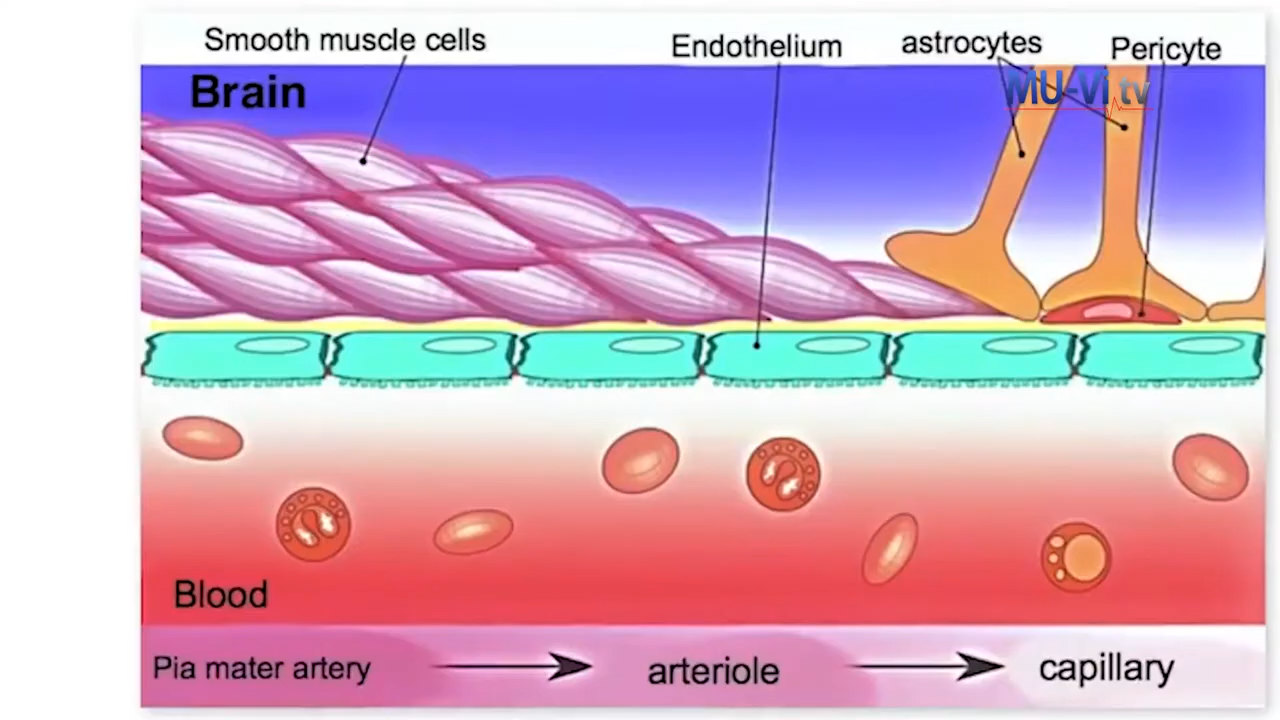 Smooth muscle cells
Endothelium
astrocytes
Pericyte
MU-Vi.tv
Brain
Blood
Pia mater artery
arteriole
capillary